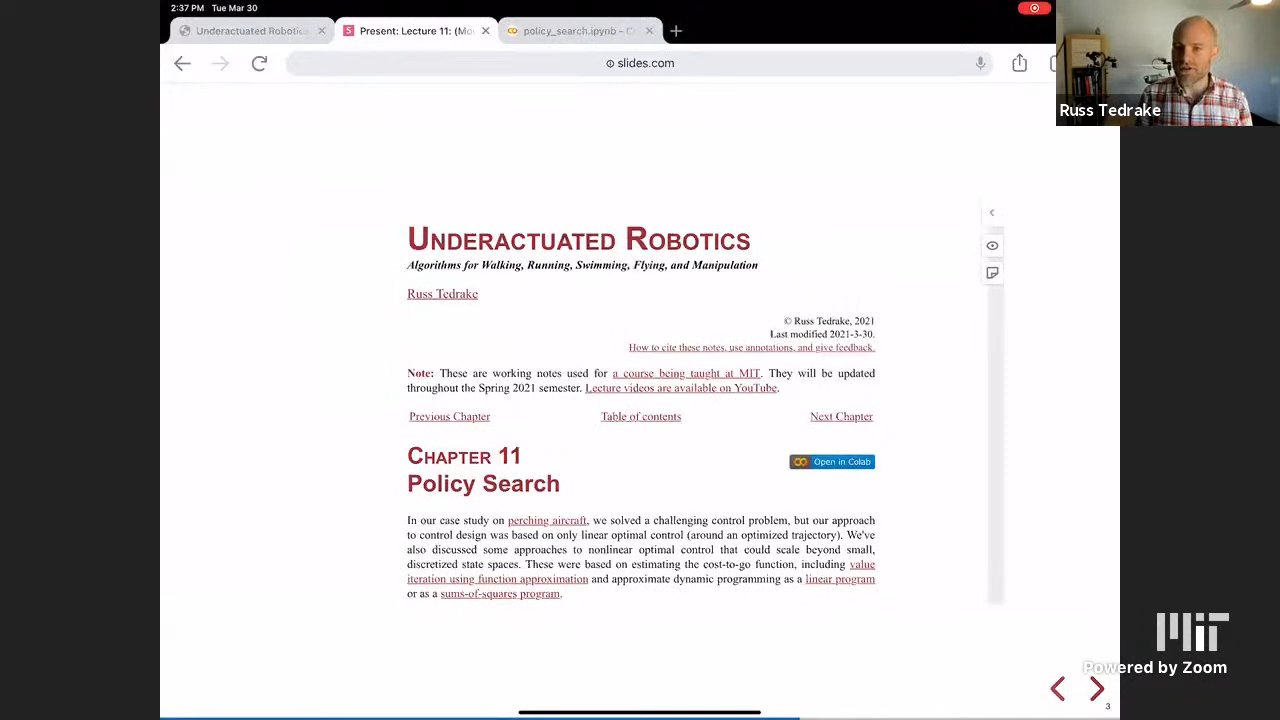 2:37 PM Tue Mar 30
Underactuated Robotics
Present: Lecture 11: (Mo
policy_search.ipynb - C
slides.com
Russ Tedrake
UNDERACTUATED ROBOTICS
Algorithms for Walking, Running, Swimming, Flying, and Manipulation
Russ Tedrake
© Russ Tedrake, 2021
Last modified 2021-3-30.
How to cite these notes, use annotations, and give feedback.
Note: These are working notes used for a course being taught at MIT. They will be updated
throughout the Spring 2021 semester. Lecture videos are available on YouTube.
Previous Chapter Table of contents Next Chapter
CHAPTER 11
Open in Colab
Policy Search
In our case study on perching aircraft, we solved a challenging control problem, but our approach
to control design was based on only linear optimal control (around an optimized trajectory). We've
also discussed some approaches to nonlinear optimal control that could scale beyond small,
discretized state spaces. These were based on estimating the cost-to-go function, including value
iteration using function approximation and approximate dynamic programming as a linear program
or as a sums-of-squares program.
MIT
Powered by Zoom
3